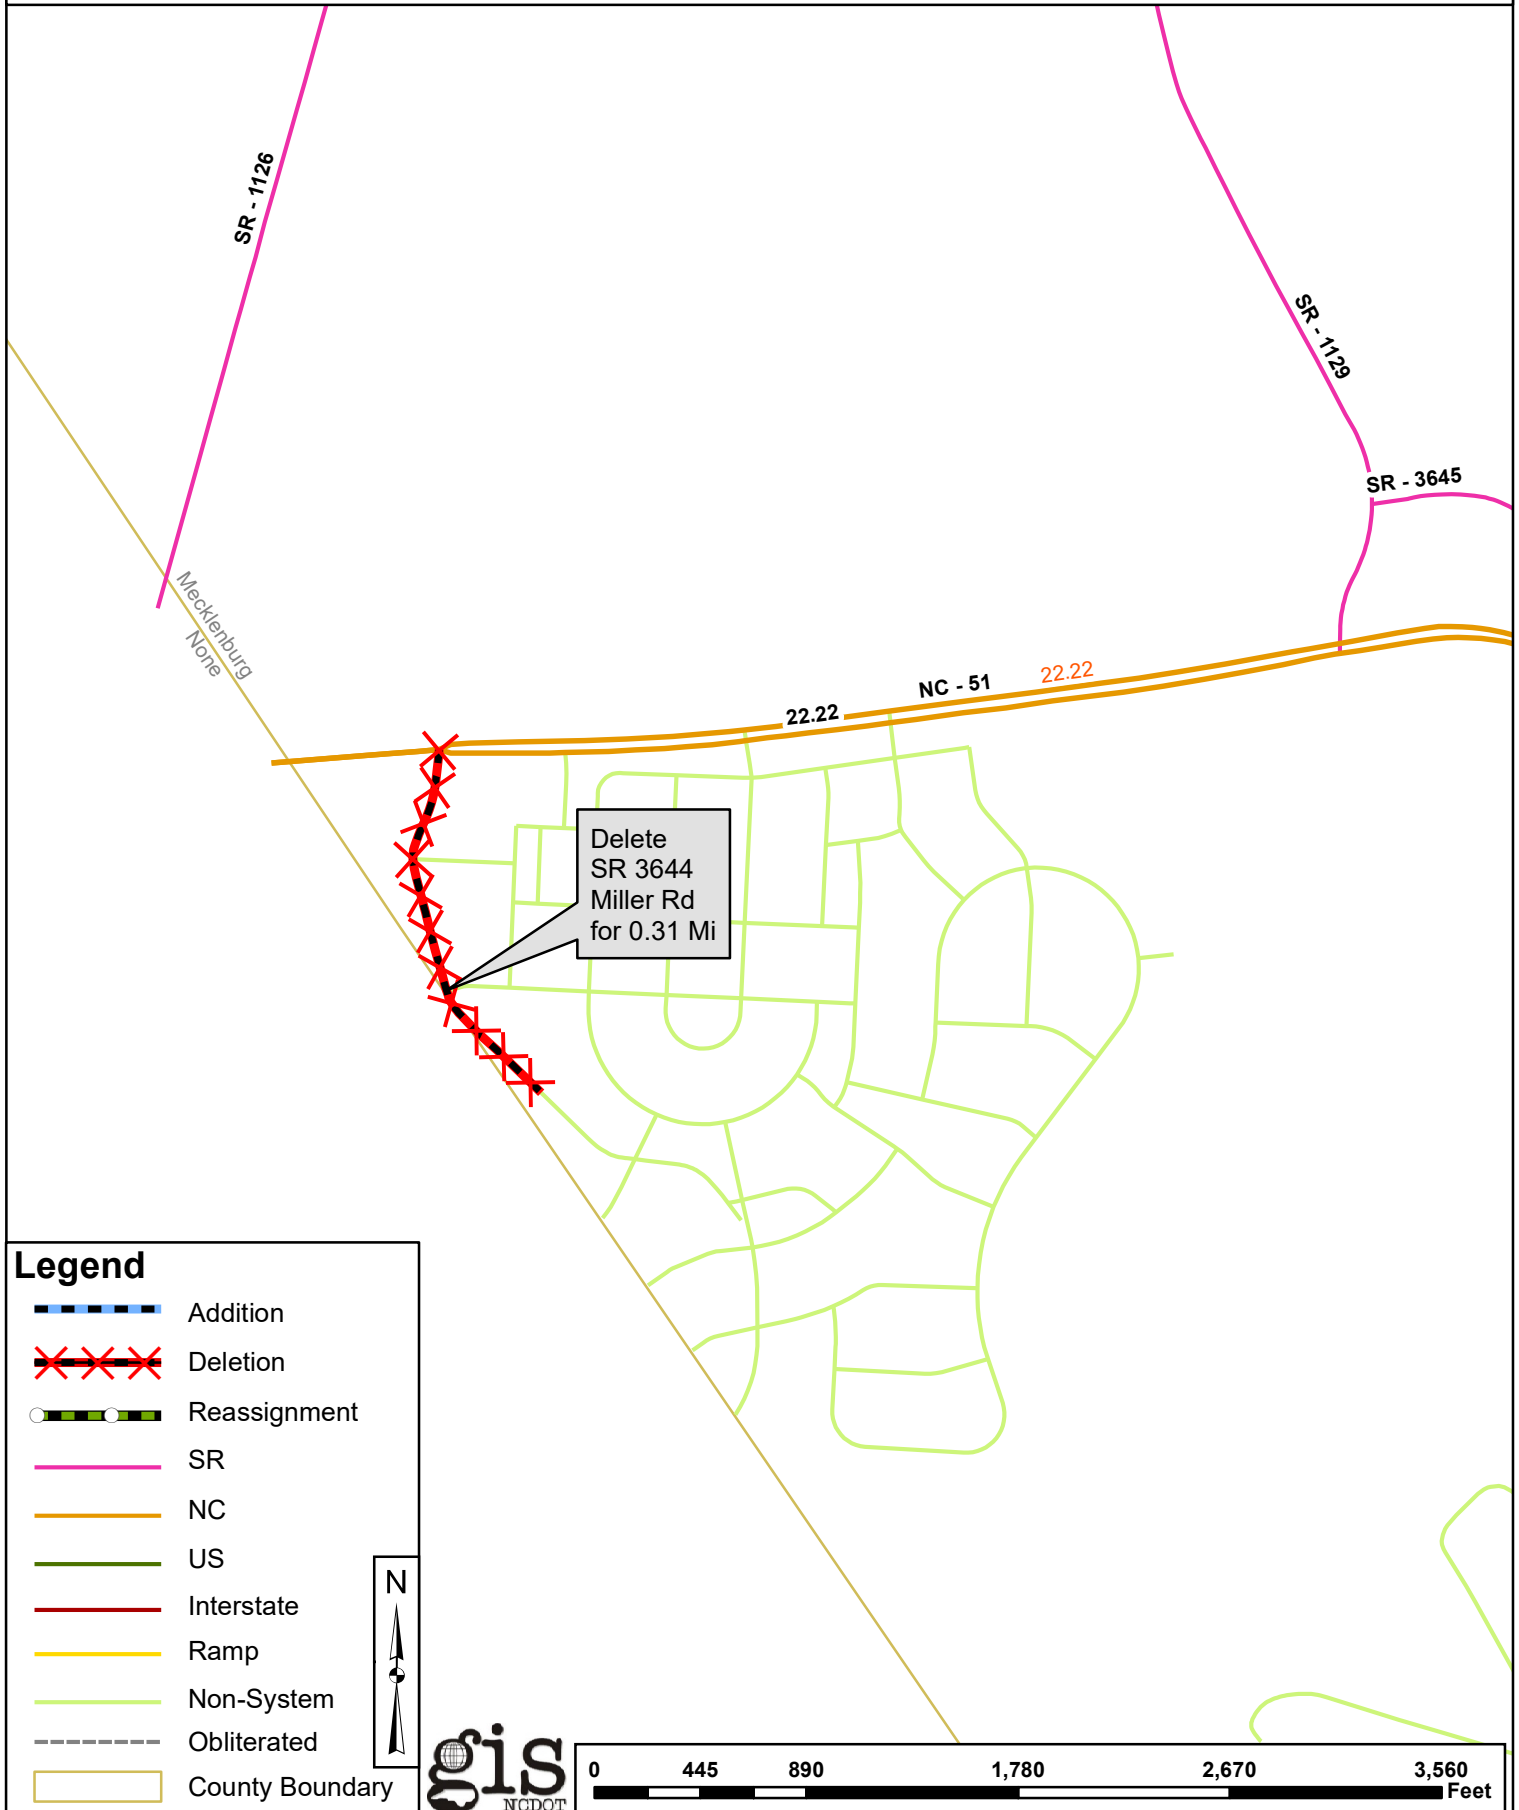 SR - 1126
SR - 1129
SR - 3645
Mecklenburg
None
22.22
NC - 51
22.22
Delete
SR 3644
Miller Rd
for 0.31 Mi
Legend
Addition
Deletion
Reassignment
SR
NC
US
Interstate
Ramp
Non-System
Obliterated
County Boundary
N
gis
NCDOT
0 445 890 1,780 2,670 3,560
Feet